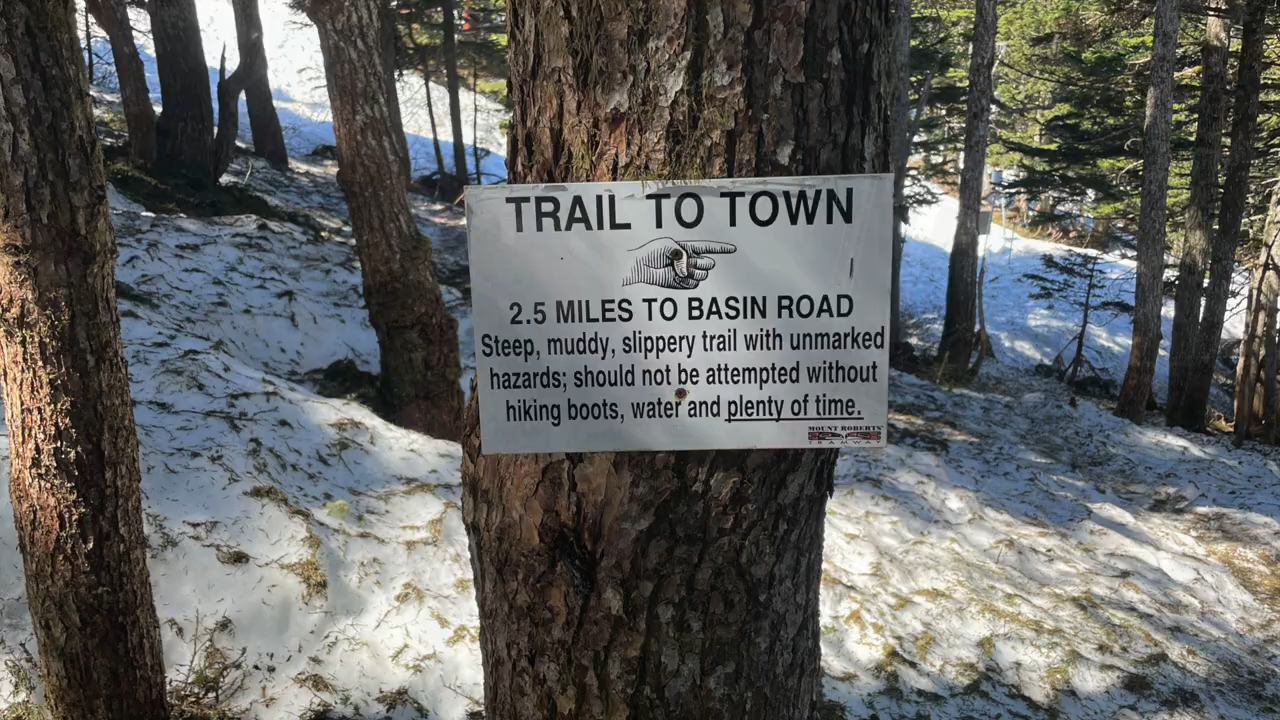 TRAIL TO TOWN
2.5 MILES TO BASIN ROAD
Steep, muddy, slippery trail with unmarked
hazards; should not be attempted without
hiking boots, water and plenty of time.
MOUNT ROBERTS
TRAMWAY